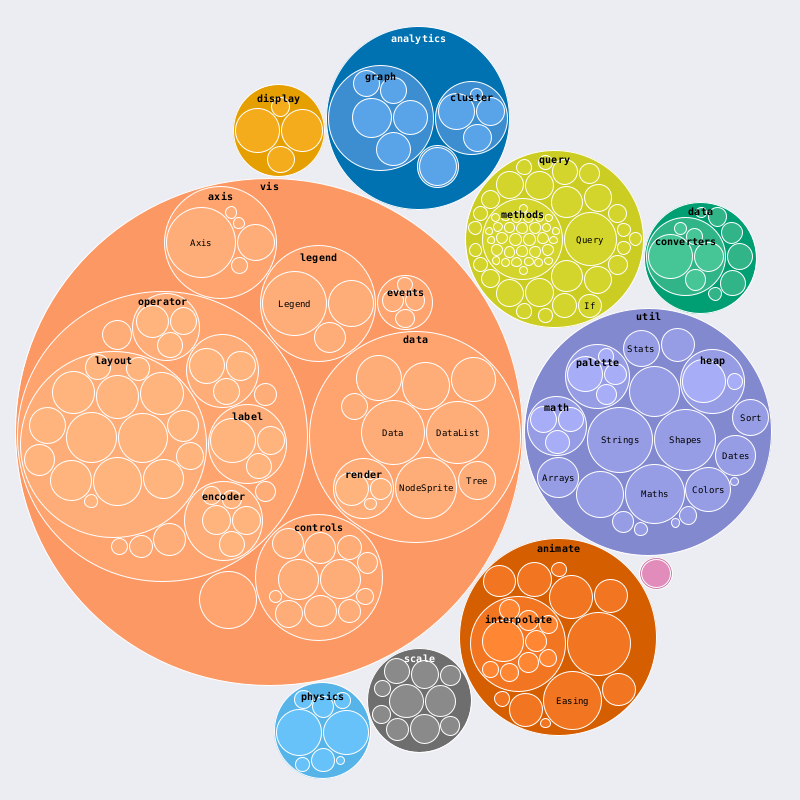 analytics
graph
display
cluster
query
vis
axis
methods
data
Axis
Query
converters
legend
events
operator
Legend
If
util
data
layout
Stats
palette
heap
math
label
Sort
Data
DataList
Strings
Shapes
Dates
render
Tree
Arrays
NodeSprite
Maths
Colors
encoder
controls
animate
interpolate
scale
physics
Easing